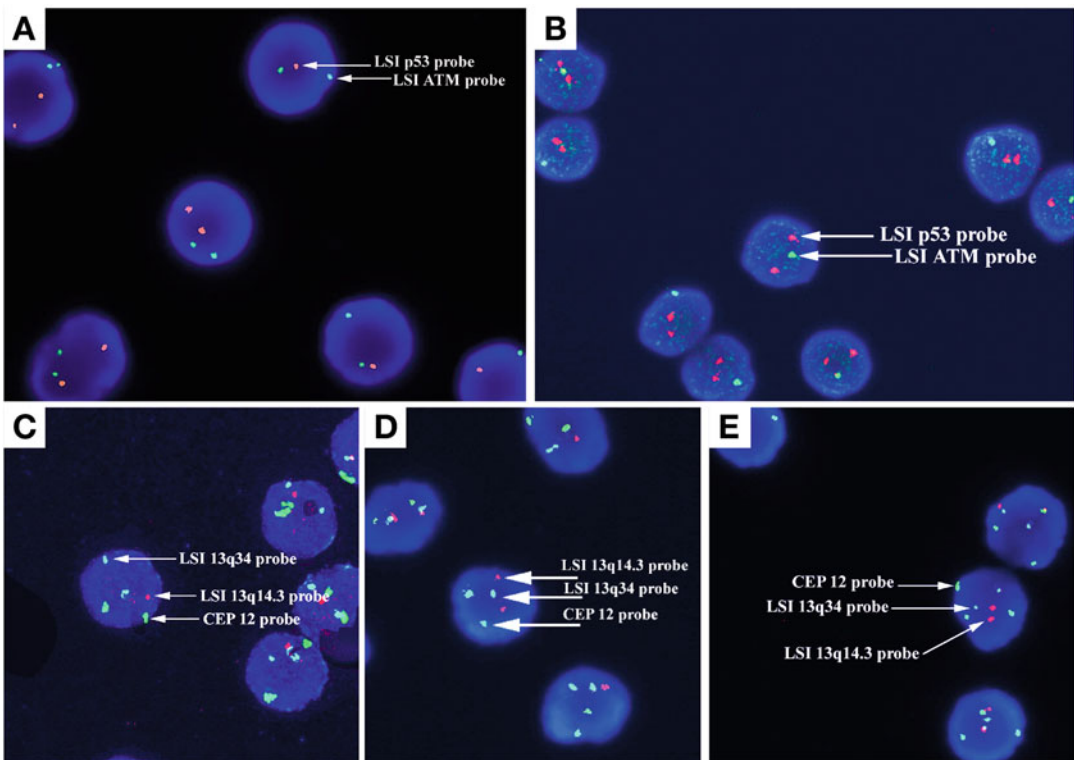 A
LSI p53 probe
LSI ATM probe
B
LSI p53 probe
LSI ATM probe
C
LSI 13q34 probe
LSI 13q14.3 probe
CEP 12 probe
D
LSI 13q14.3 probe
LSI 13q34 probe
CEP 12 probe
E
CEP 12 probe
LSI 13q34 probe
LSI 13q14.3 probe